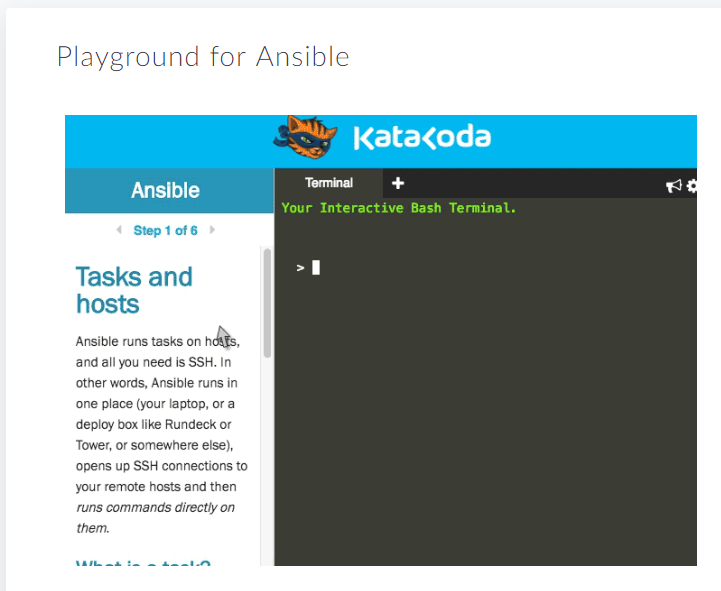 Playground for Ansible
Katakoda
Ansible
Terminal
Your Interactive Bash Terminal.
Step 1 of 6
>
Tasks and
hosts
Ansible runs tasks on hosts,
and all you need is SSH. In
other words, Ansible runs in
one place (your laptop, or a
deploy box like Rundeck or
Tower, or somewhere else),
opens up SSH connections to
your remote hosts and then
runs commands directly on
them.
What is a task?